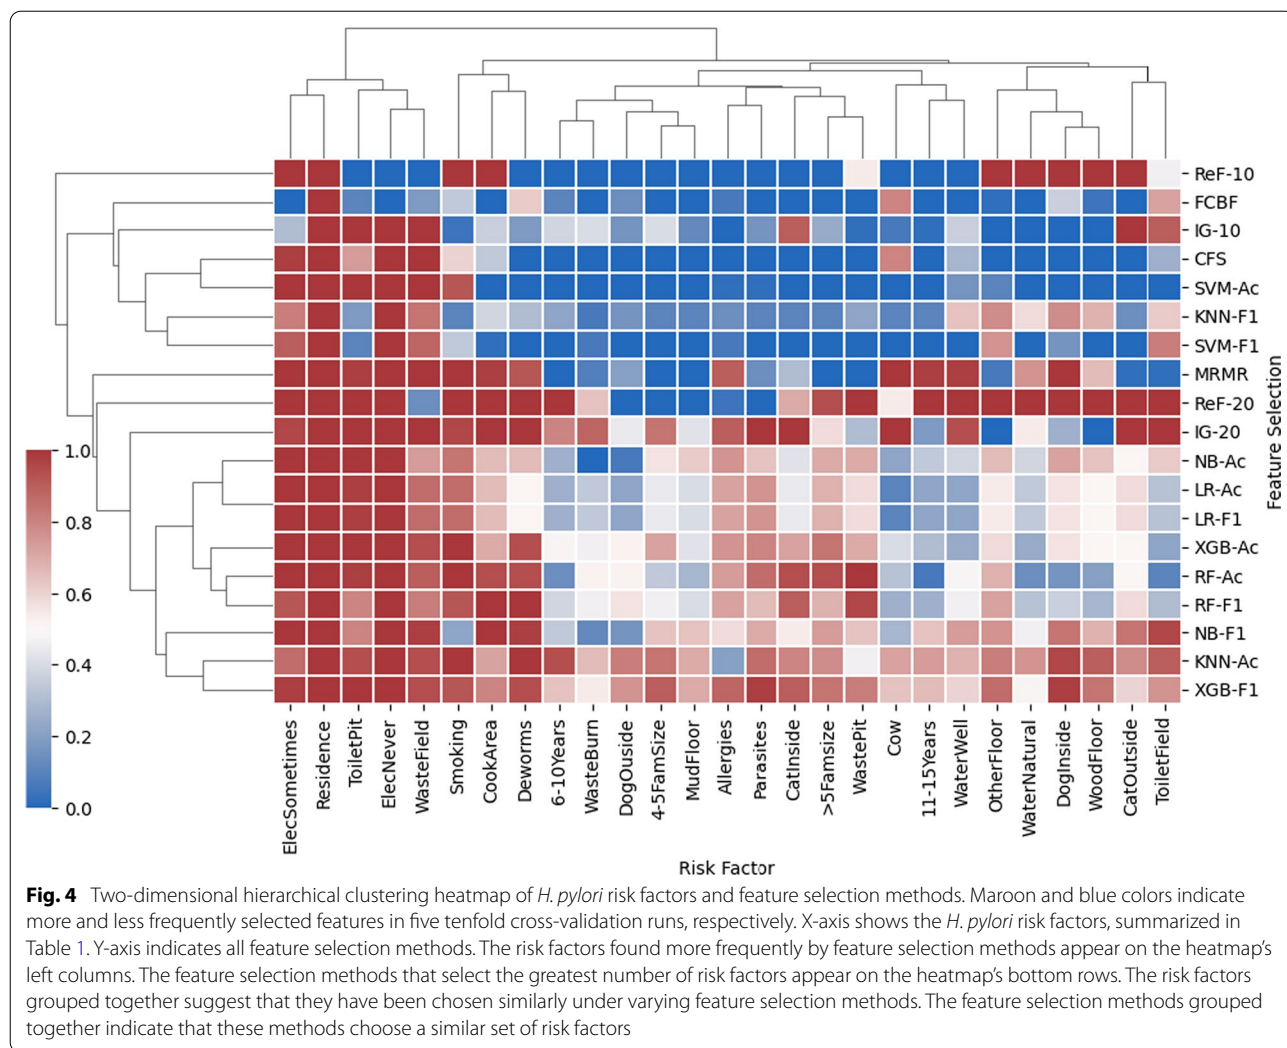 ReF-10
FCBF
IG-10
CFS
SVM-Ac
KNN-F1
SVM-F1
MRMR
ReF-20
IG-20
NB-Ac
LR-Ac
LR-F1
XGB-Ac
RF-Ac
RF-F1
NB-F1
KNN-Ac
XGB-F1
Feature Selection
1.0
0.8
0.6
0.4
0.2
0.0
ElecSometimes
Residence
ToiletPit
ElecNever
WasteField
Smoking
CookArea
Deworms
6-10Years
WasteBurn
DogOuside
4-5FamSize
MudFloor
Allergies
Parasites
CatInside
>5Famsize
WastePit
Cow
11-15Years
WaterWell
OtherFloor
WaterNatural
DogInside
WoodFloor
CatOutside
ToiletField
Risk Factor
Fig. 4 Two-dimensional hierarchical clustering heatmap of H. pylori risk factors and feature selection methods. Maroon and blue colors indicate
more and less frequently selected features in five tenfold cross-validation runs, respectively. X-axis shows the H. pylori risk factors, summarized in
Table 1. Y-axis indicates all feature selection methods. The risk factors found more frequently by feature selection methods appear on the heatmap's
left columns. The feature selection methods that select the greatest number of risk factors appear on the heatmap's bottom rows. The risk factors
grouped together suggest that they have been chosen similarly under varying feature selection methods. The feature selection methods grouped
together indicate that these methods choose a similar set of risk factors